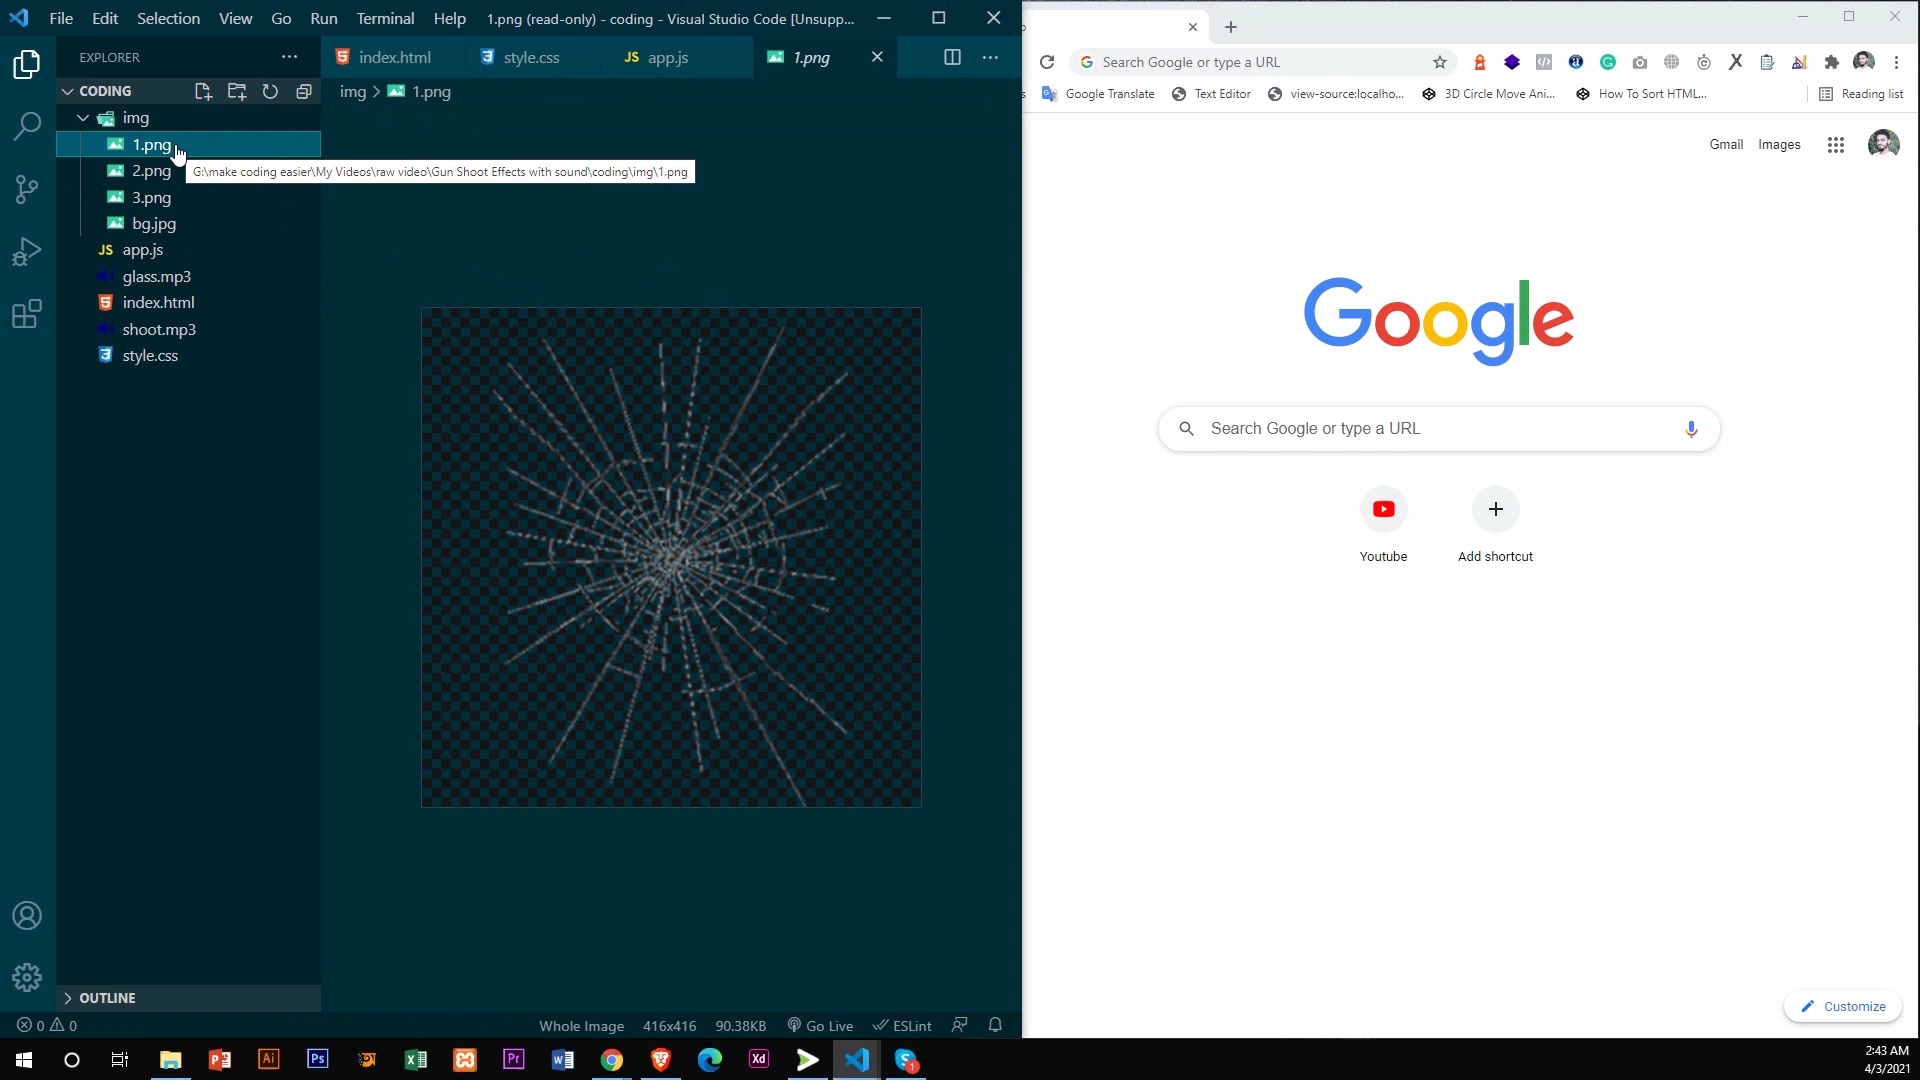 File Edit Selection View Go Run Terminal Help 1.png (read-only) - coding - Visual Studio Code [Unsupp...
EXPLORER
index.html
style.css
JS app.js
1.png
CODING
img > 1.png
img
1.png
2.png
G:\make coding easier\My Videos\raw video\Gun Shoot Effects with sound\coding\img\1.png
3.png
bg.jpg
JS app.js
glass.mp3
index.html
shoot.mp3
style.css
OUTLINE
0 0
Whole Image 416x416 90.38KB Go Live ESLint
Search Google or type a URL
Google Translate Text Editor view-source:localho... 3D Circle Move Ani... How To Sort HTML... Reading list
Gmail Images
Google
Search Google or type a URL
Youtube Add shortcut
Customize
Ai Ps Pr Xd
1
2:43 AM
4/3/2021